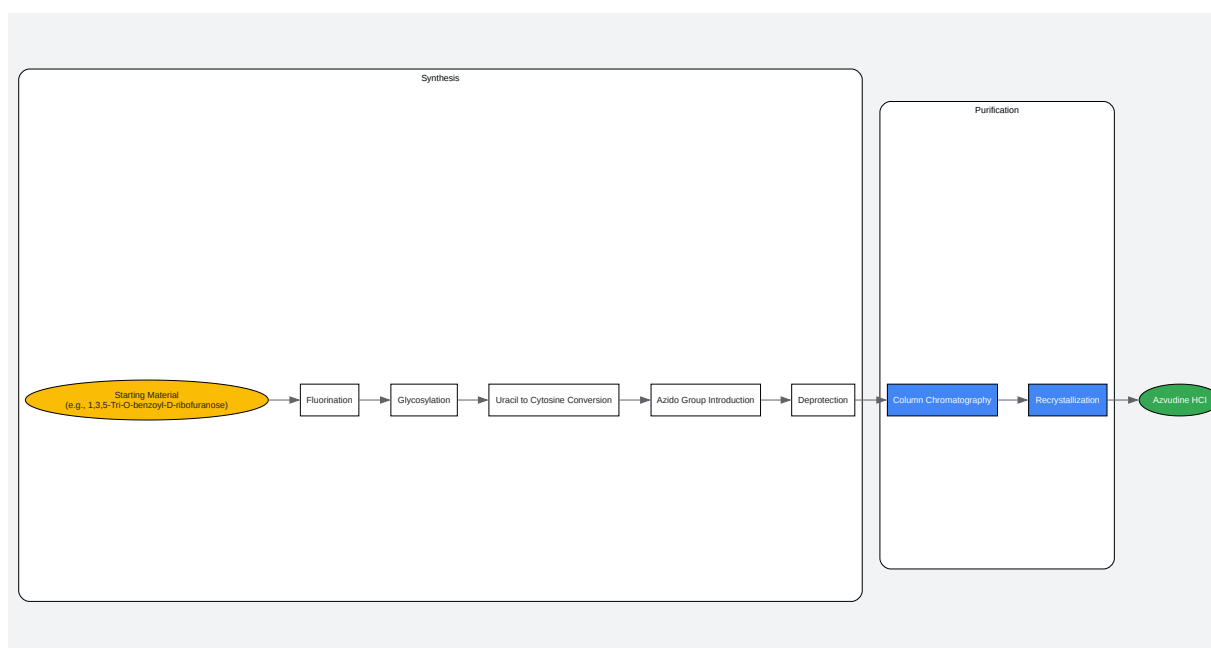 Synthesis
Purification
Starting Material
(e.g., 1,3,5-Tri-O-benzoyl-D-ribofuranose)
Fluorination
Glycosylation
Uracil to Cytosine Conversion
Azido Group Introduction
Deprotection
Column Chromatography
Recrystallization
Azvudine HCl